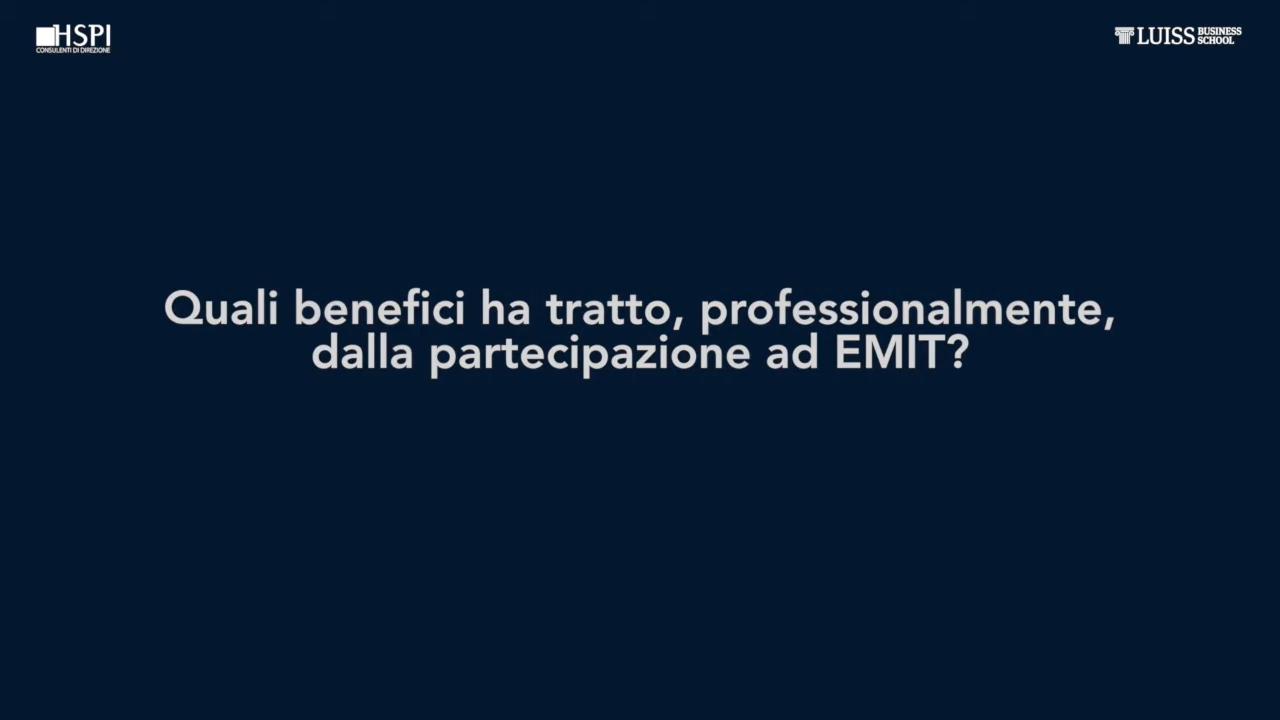 HSPI
CONSULENTI DI DIREZIONE
LUISS BUSINESS SCHOOL
Quali benefici ha tratto, professionalmente,
dalla partecipazione ad EMIT?